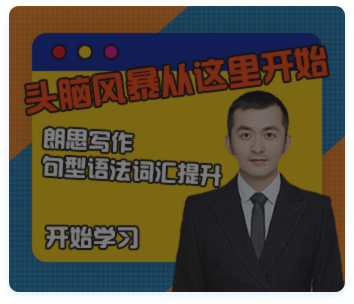 头脑风暴从这里开始
朗思写作
句型语法词汇提升
开始学习